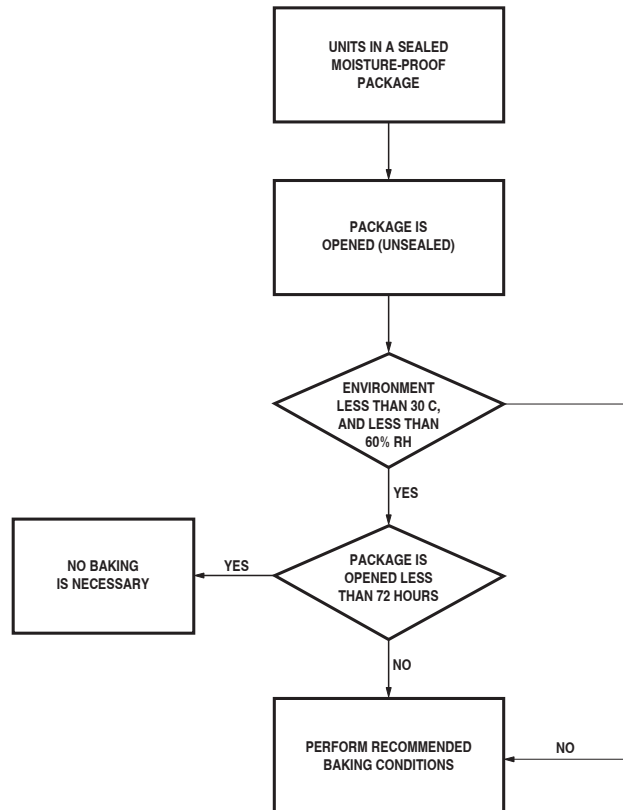 UNITS IN A SEALED
MOISTURE-PROOF
PACKAGE
PACKAGE IS
OPENED (UNSEALED)
ENVIRONMENT
LESS THAN 30 C,
AND LESS THAN
60% RH
YES
PACKAGE IS
OPENED LESS
THAN 72 HOURS
YES
NO BAKING
IS NECESSARY
NO
PERFORM RECOMMENDED
BAKING CONDITIONS
NO